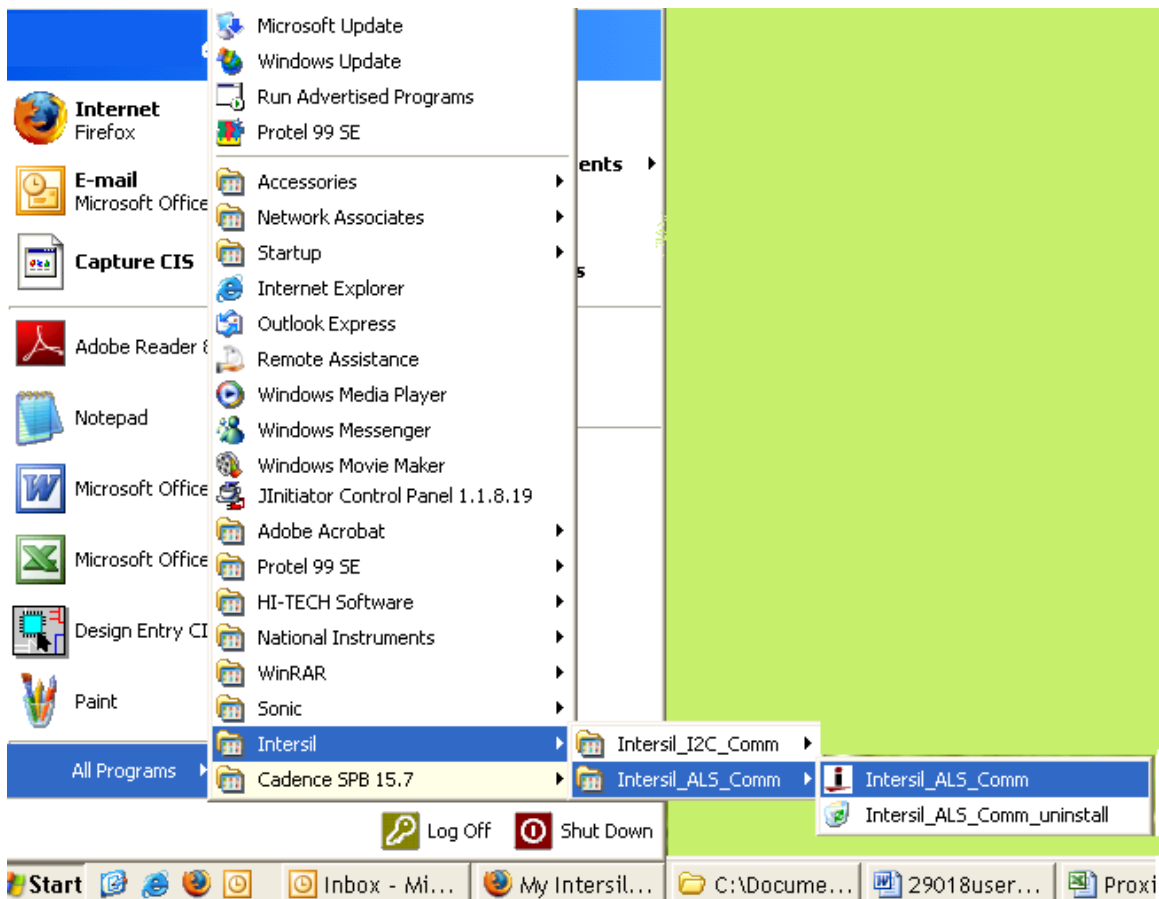 Internet
Firefox
E-mail
Microsoft Office
Capture CIS
Adobe Reader 8
Notepad
Microsoft Office
Microsoft Office
Design Entry CI
Paint
All Programs
Microsoft Update
Windows Update
Run Advertised Programs
Protel 99 SE
Accessories
Network Associates
Startup
Internet Explorer
Outlook Express
Remote Assistance
Windows Media Player
Windows Messenger
Windows Movie Maker
JInitiator Control Panel 1.1.8.19
Adobe Acrobat
Protel 99 SE
HI-TECH Software
National Instruments
WinRAR
Sonic
Intersil
Cadence SPB 15.7
ents
s
Intersil_I2C_Comm
Intersil_ALS_Comm
Intersil_ALS_Comm
Intersil_ALS_Comm_uninstall
Log Off
Shut Down
Start
Inbox - Mi...
My Intersil...
C:\Docume...
29018user...
Proxi